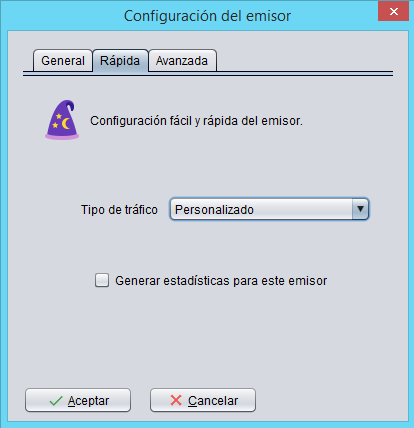 Configuración del emisor
General Rápida Avanzada
Configuración fácil y rápida del emisor.
Tipo de tráfico Personalizado
Generar estadísticas para este emisor
Aceptar Cancelar